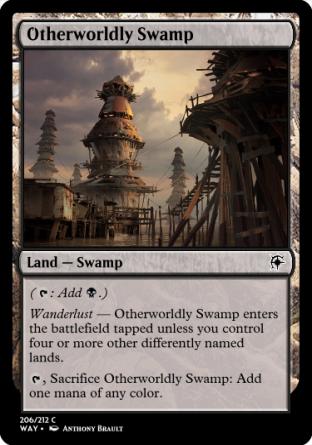 Otherworldly Swamp
Land — Swamp
( : Add .)
Wanderlust — Otherworldly Swamp enters
the battlefield tapped unless you control
four or more other differently named
lands.
, Sacrifice Otherworldly Swamp: Add
one mana of any color.
206/212 C
WAY • Anthony Brault